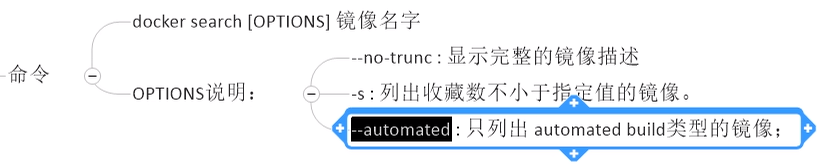 docker search [OPTIONS] 镜像名字
--no-trunc : 显示完整的镜像描述
命令
-s : 列出收藏数不小于指定值的镜像。
OPTIONS说明：
--automated : 只列出 automated build类型的镜像；